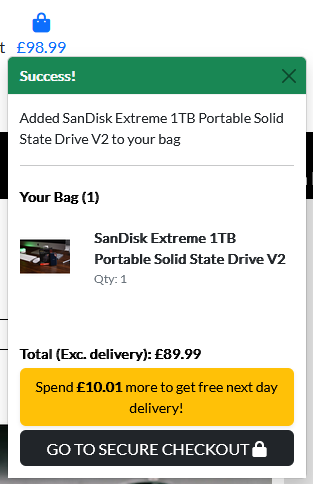 t £98.99
Success!
Added SanDisk Extreme 1TB Portable Solid
State Drive V2 to your bag
Your Bag (1)
SanDisk Extreme 1TB
Portable Solid State Drive V2
Qty: 1
Total (Exc. delivery): £89.99
Spend £10.01 more to get free next day
delivery!
GO TO SECURE CHECKOUT